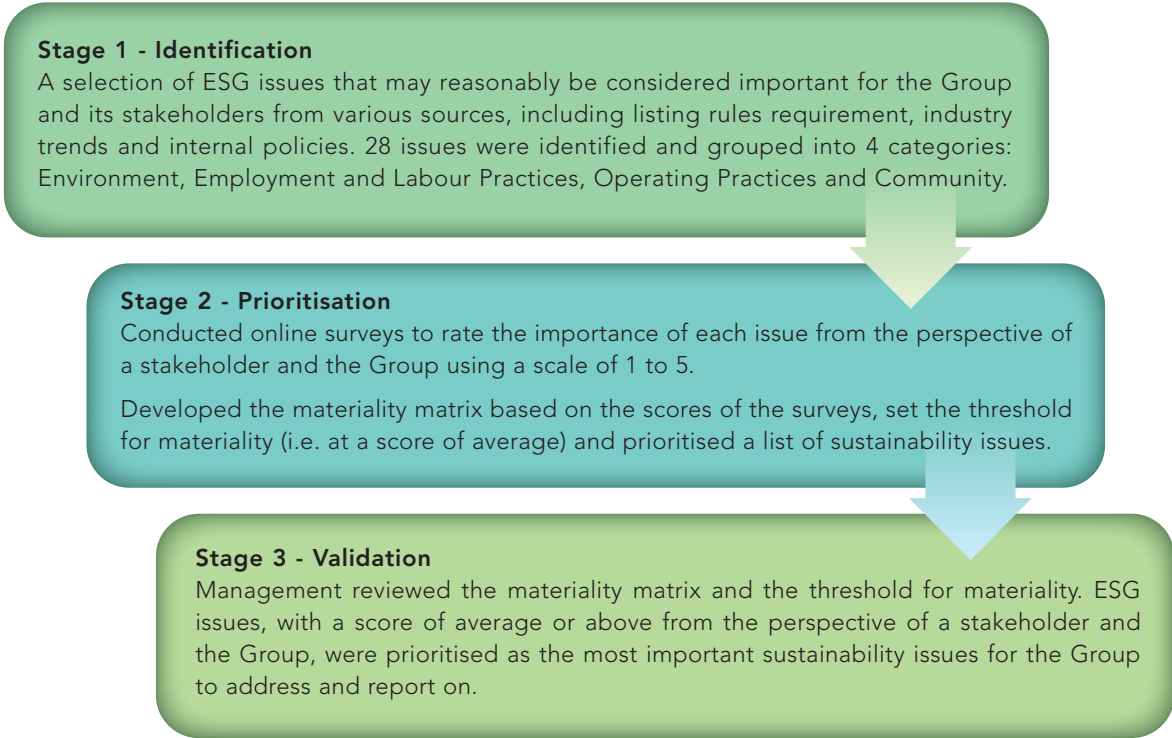 Stage 1 - Identification
A selection of ESG issues that may reasonably be considered important for the Group
and its stakeholders from various sources, including listing rules requirement, industry
trends and internal policies. 28 issues were identified and grouped into 4 categories:
Environment, Employment and Labour Practices, Operating Practices and Community.
Stage 2 - Prioritisation
Conducted online surveys to rate the importance of each issue from the perspective of
a stakeholder and the Group using a scale of 1 to 5.
Developed the materiality matrix based on the scores of the surveys, set the threshold
for materiality (i.e. at a score of average) and prioritised a list of sustainability issues.
Stage 3 - Validation
Management reviewed the materiality matrix and the threshold for materiality. ESG
issues, with a score of average or above from the perspective of a stakeholder and
the Group, were prioritised as the most important sustainability issues for the Group
to address and report on.